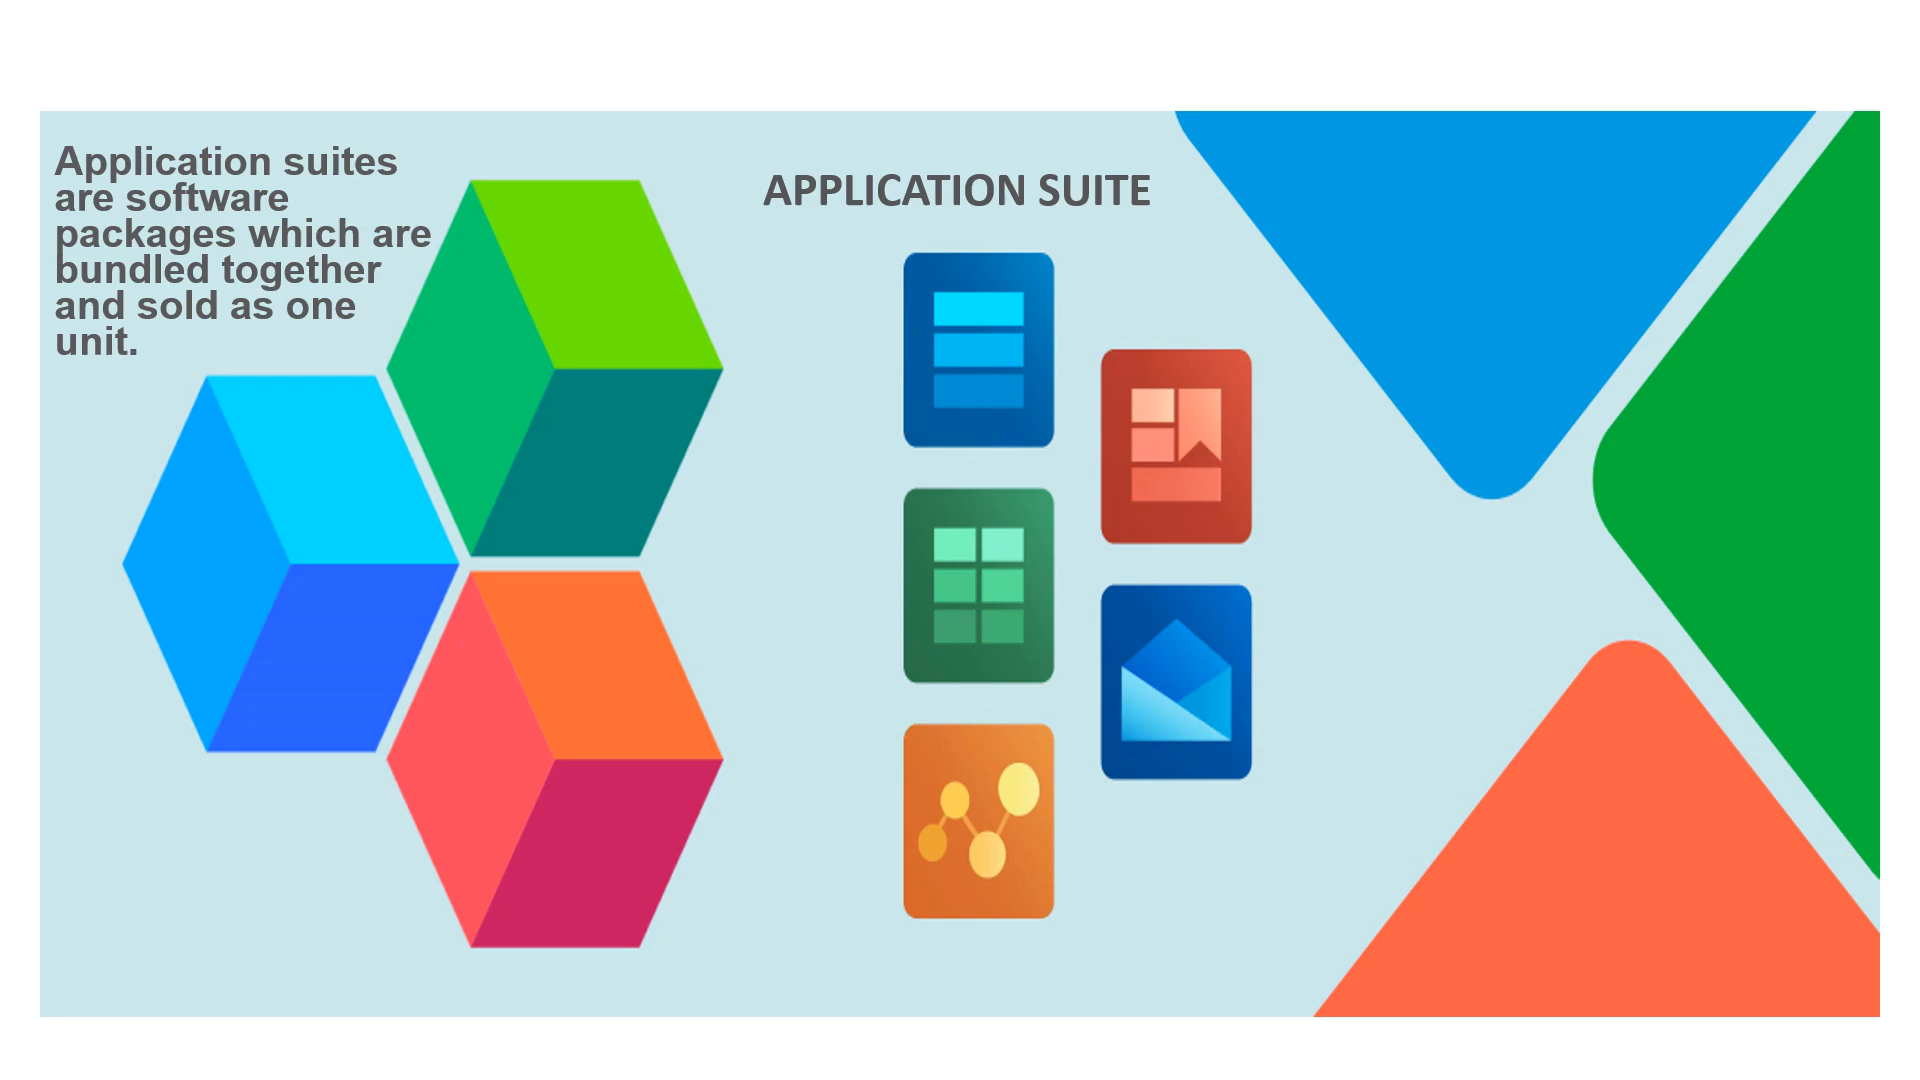 Application suites
are software
packages which are
bundled together
and sold as one
unit.
APPLICATION SUITE